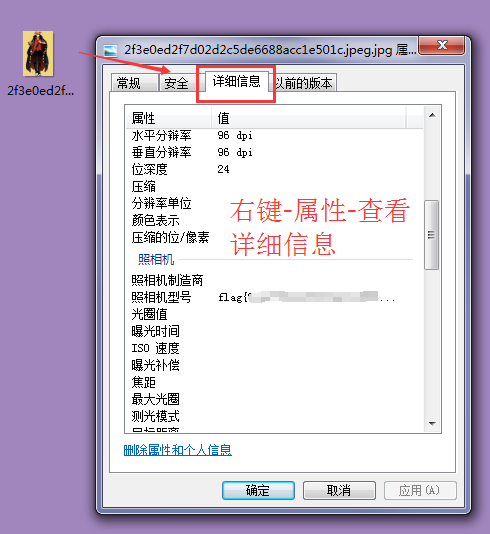 2f3e0ed2f...
2f3e0ed2f7d02d2c5de6688acc1e501c.jpeg.jpg 属...
常规
安全
详细信息
以前的版本
属性 值
水平分辩率 96 dpi
垂直分辩率 96 dpi
位深度 24
压缩
分辨率单位
颜色表示
压缩的位/像素
右键-属性-查看
详细信息
照相机
照相机制造商
照相机型号 flag{
光圈值
曝光时间
ISO 速度
曝光补偿
焦距
最大光圈
测光模式
目标距离
删除属性和个人信息
确定
取消
应用(A)